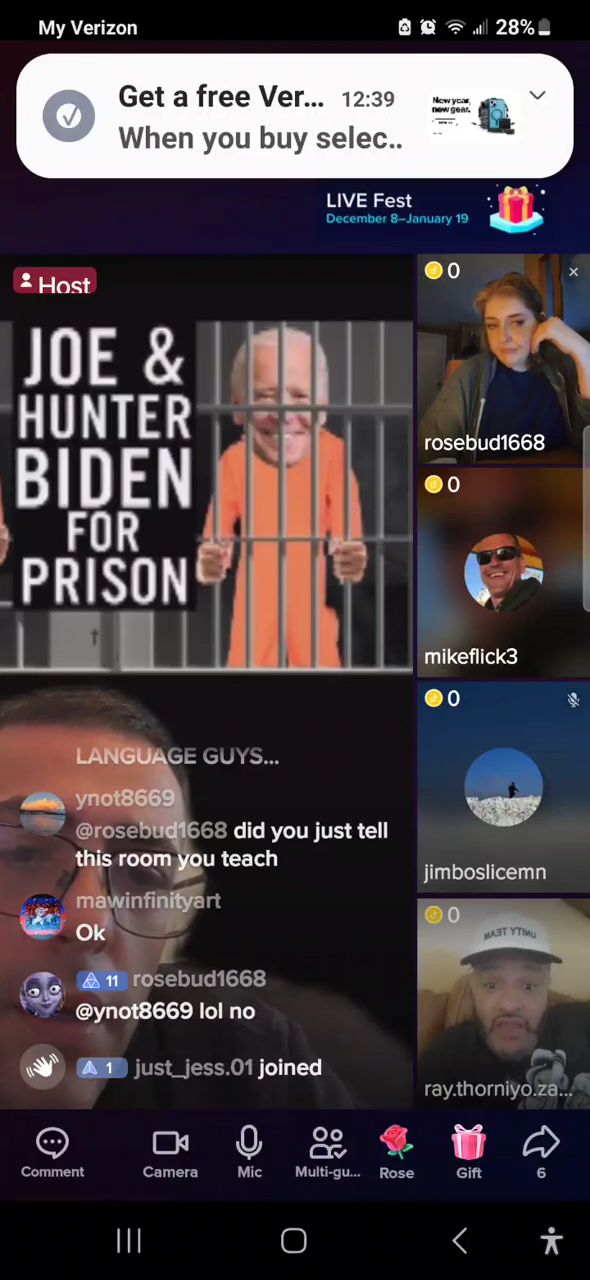 My Verizon
28%
Get a free Ver... 12:39
When you buy selec..
New year,
new gear.
LIVE Fest
December 8–January 19
Host
0
JOE &
HUNTER
BIDEN
FOR
PRISON
rosebud1668
0
mikeflick3
0
jimboslicemn
0
UNITY TEAM
ray.thorniyo.za...
LANGUAGE GUYS...
ynot8669
@rosebud1668 did you just tell
this room you teach
mawinfinityart
Ok
11 rosebud1668
@ynot8669 lol no
1 just_jess.01 joined
Comment
Camera
Mic
Multi-gu...
Rose
Gift
6